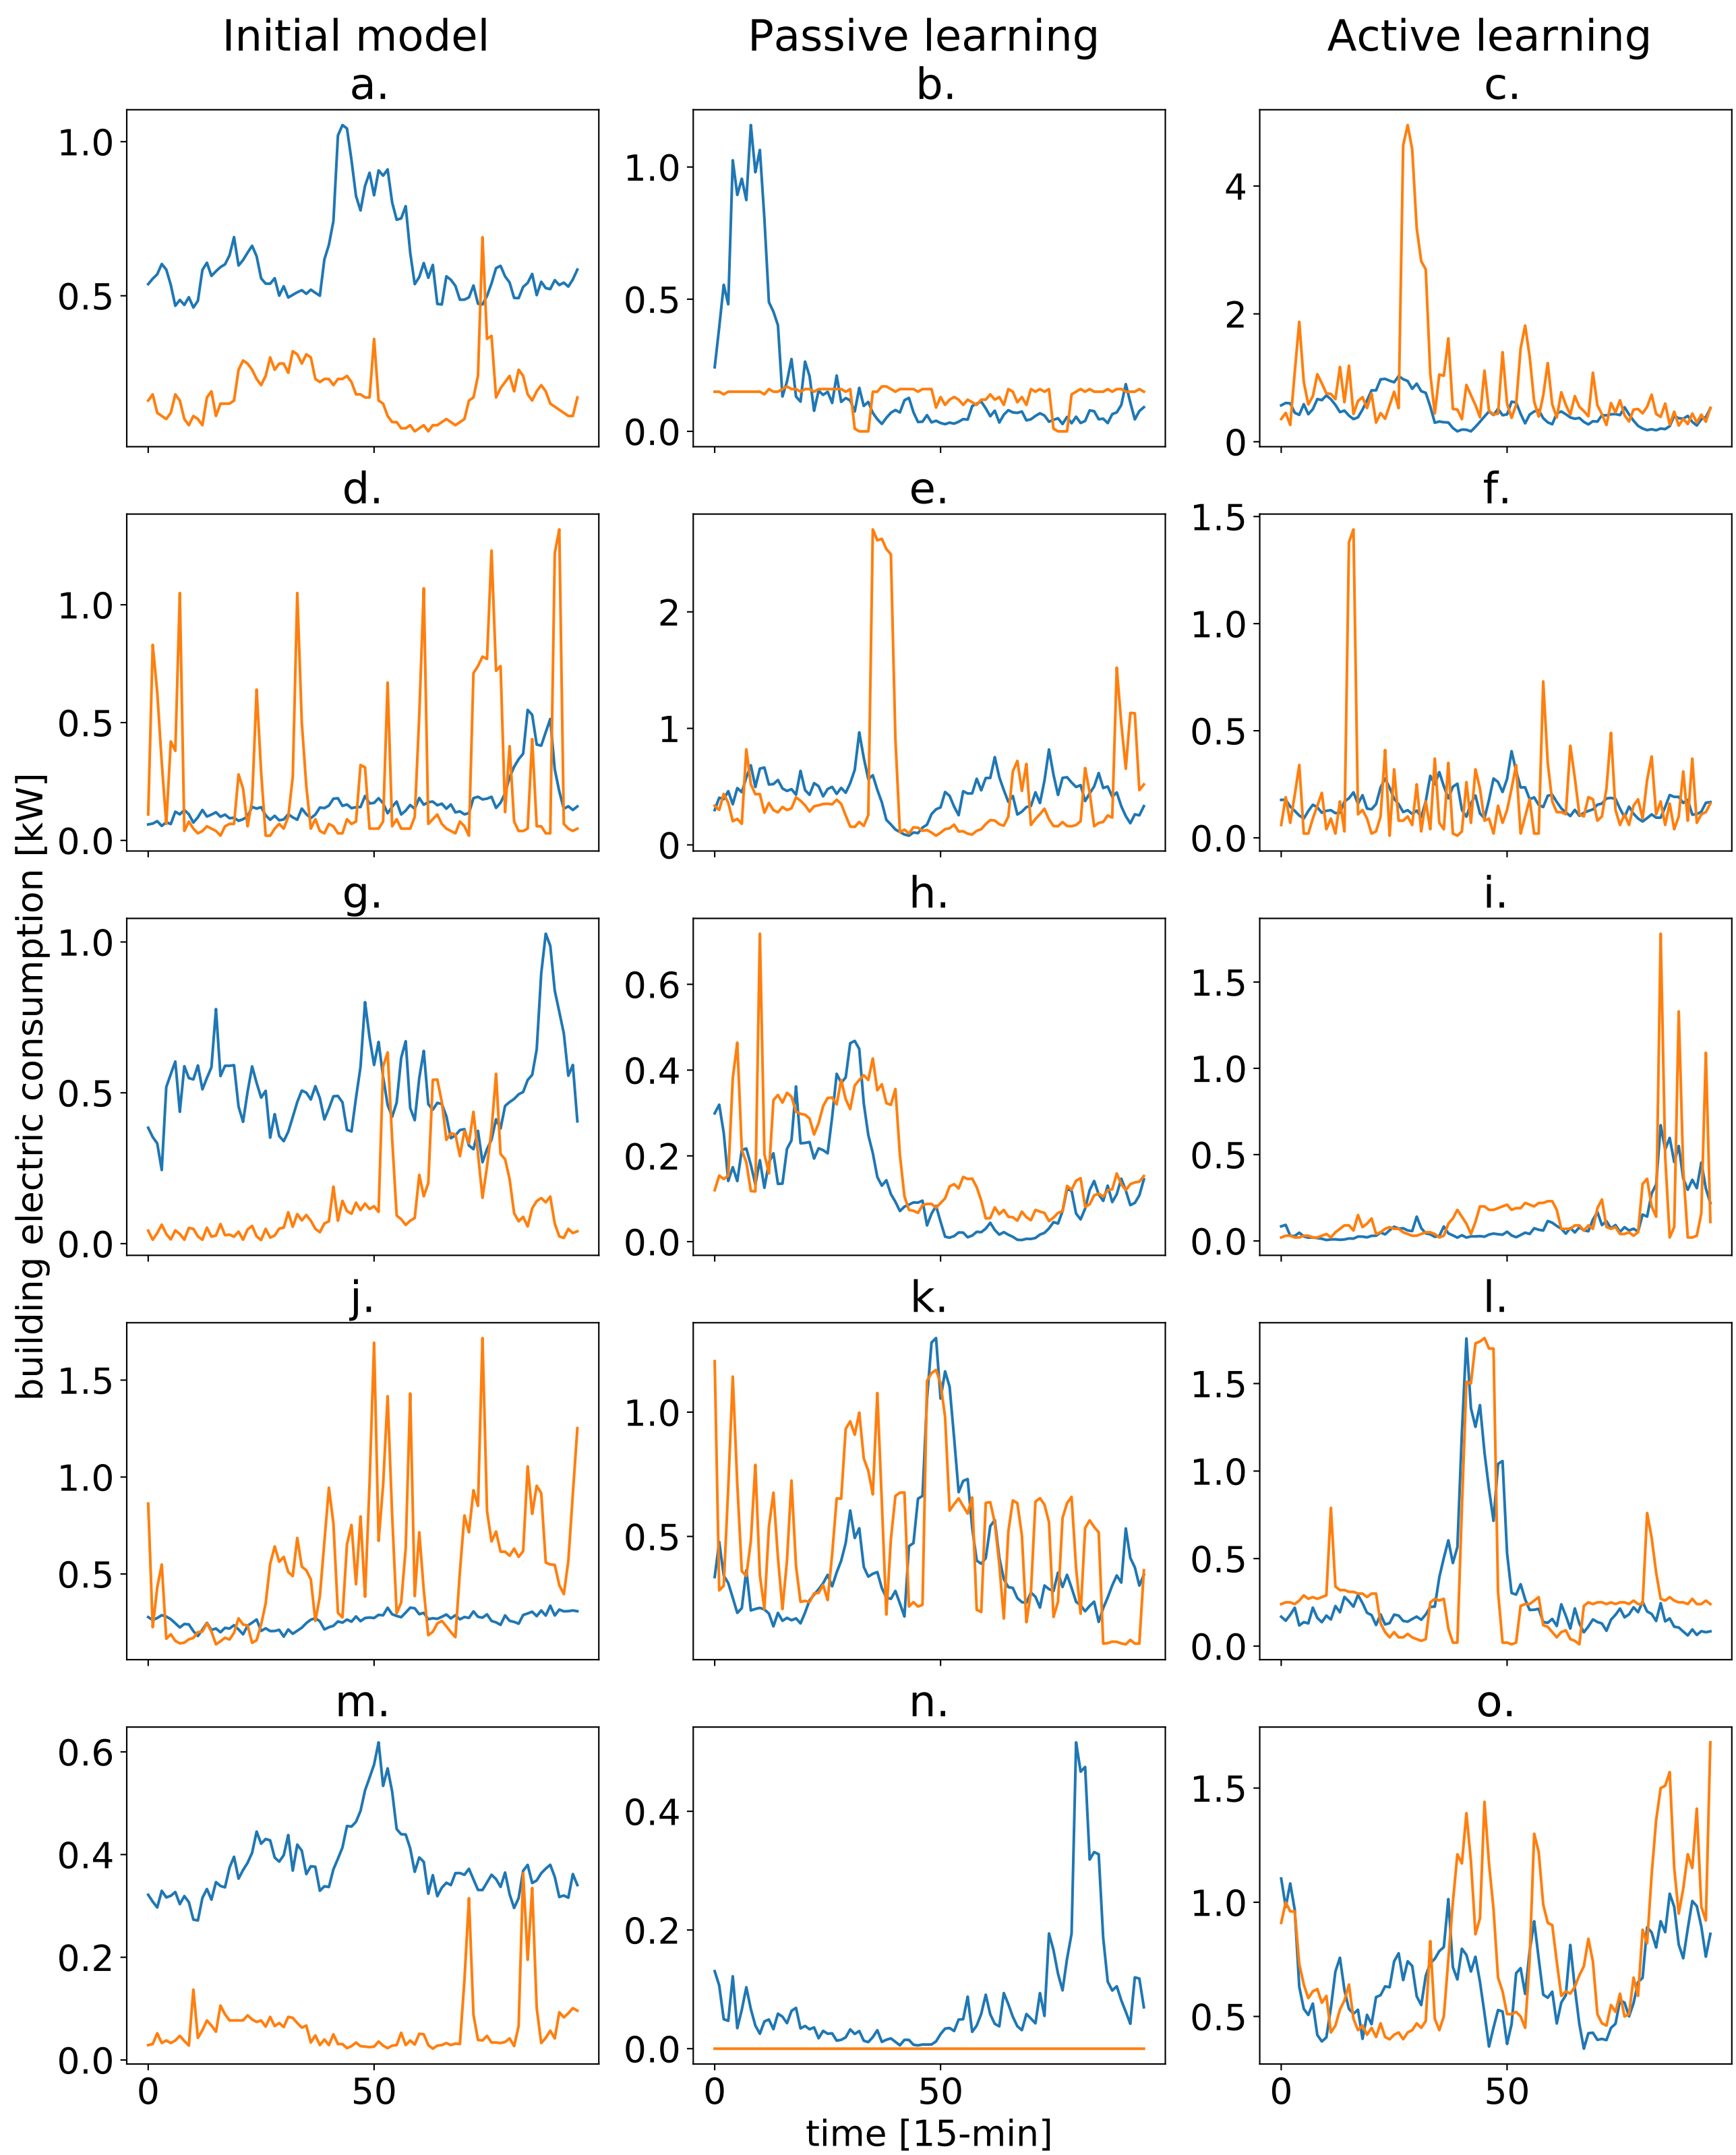 Initial model Passive learning Active learning
a. b. c.
1.0 1.0 4
0.5 0.5 2
0.0 0
d. e. f.
1.0 2 1.5
0.5 1 1.0
0.0 0 0.5
0.0
g. h. i.
1.0 0.6 1.5
0.5 0.4 1.0
0.0 0.2 0.5
0.0 0.0
building electric consumption [kW]
j. k. l.
1.5 1.0 1.5
1.0 0.5 1.0
0.5 0.5
0.0
m. n. o.
0.6 0.4 1.5
0.4 0.2 1.0
0.2 0.0 0.5
0.0
0 50 0 50 0 50
time [15-min]